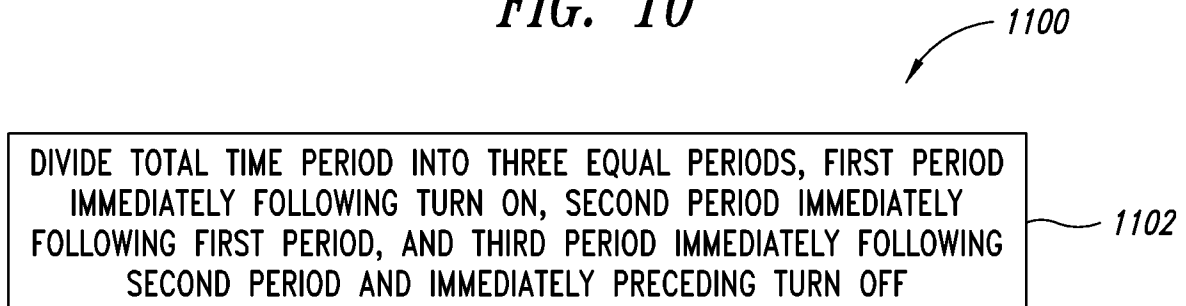 FIG. 10
1100
DIVIDE TOTAL TIME PERIOD INTO THREE EQUAL PERIODS, FIRST PERIOD
IMMEDIATELY FOLLOWING TURN ON, SECOND PERIOD IMMEDIATELY
FOLLOWING FIRST PERIOD, AND THIRD PERIOD IMMEDIATELY FOLLOWING
SECOND PERIOD AND IMMEDIATELY PRECEDING TURN OFF
1102